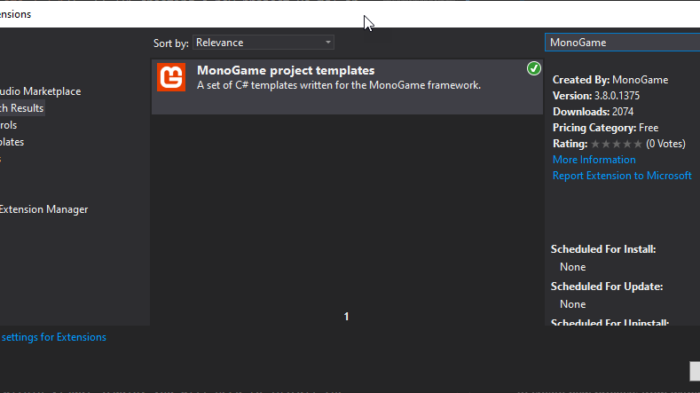 ensions
Sort by: Relevance
MonoGame
MonoGame project templates
A set of C# templates written for the MonoGame framework.
udio Marketplace
ch Results
rols
plates
s
Extension Manager
settings for Extensions
1
Created By: MonoGame
Version: 3.8.0.1375
Downloads: 2074
Pricing Category: Free
Rating: (0 Votes)
More Information
Report Extension to Microsoft
Scheduled For Install:
None
Scheduled For Update:
None
Scheduled For Uninstall: